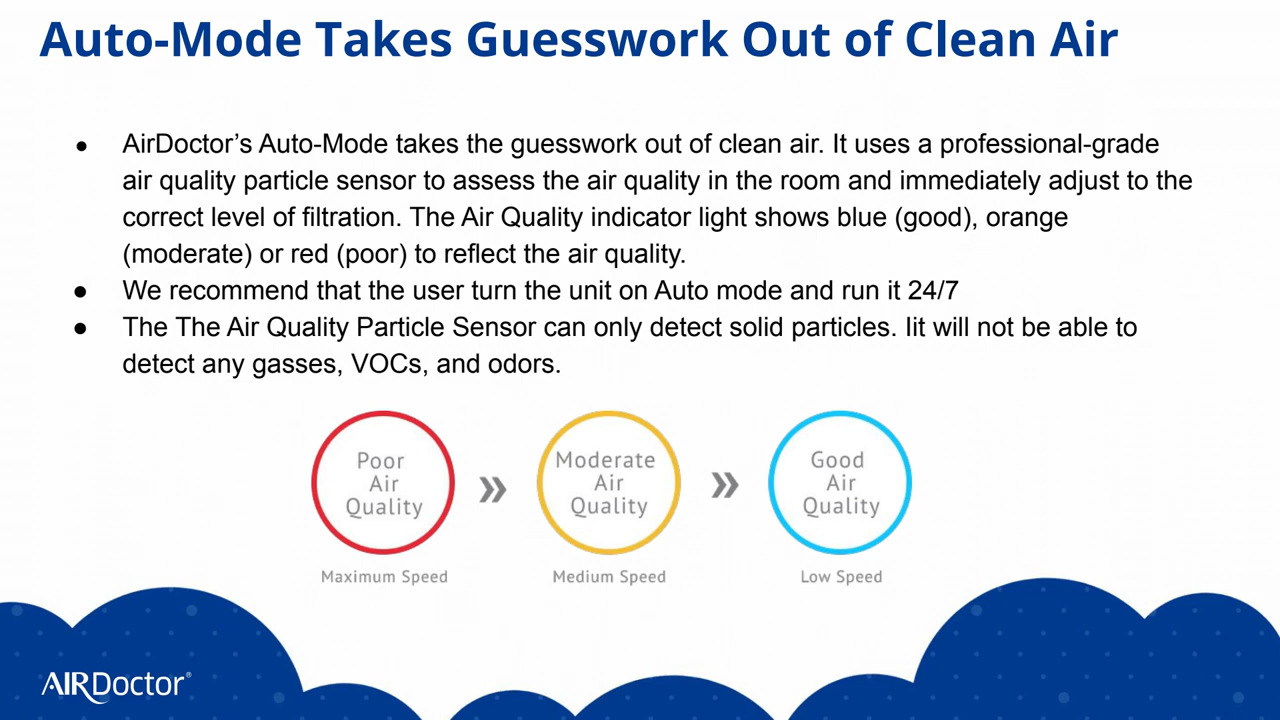 Auto-Mode Takes Guesswork Out of Clean Air
● AirDoctor’s Auto-Mode takes the guesswork out of clean air. It uses a professional-grade
air quality particle sensor to assess the air quality in the room and immediately adjust to the
correct level of filtration. The Air Quality indicator light shows blue (good), orange
(moderate) or red (poor) to reflect the air quality.
● We recommend that the user turn the unit on Auto mode and run it 24/7
● The The Air Quality Particle Sensor can only detect solid particles. Iit will not be able to
detect any gasses, VOCs, and odors.
Poor
Air
Quality
Maximum Speed
»
Moderate
Air
Quality
Medium Speed
»
Good
Air
Quality
Low Speed
AIRDoctor®